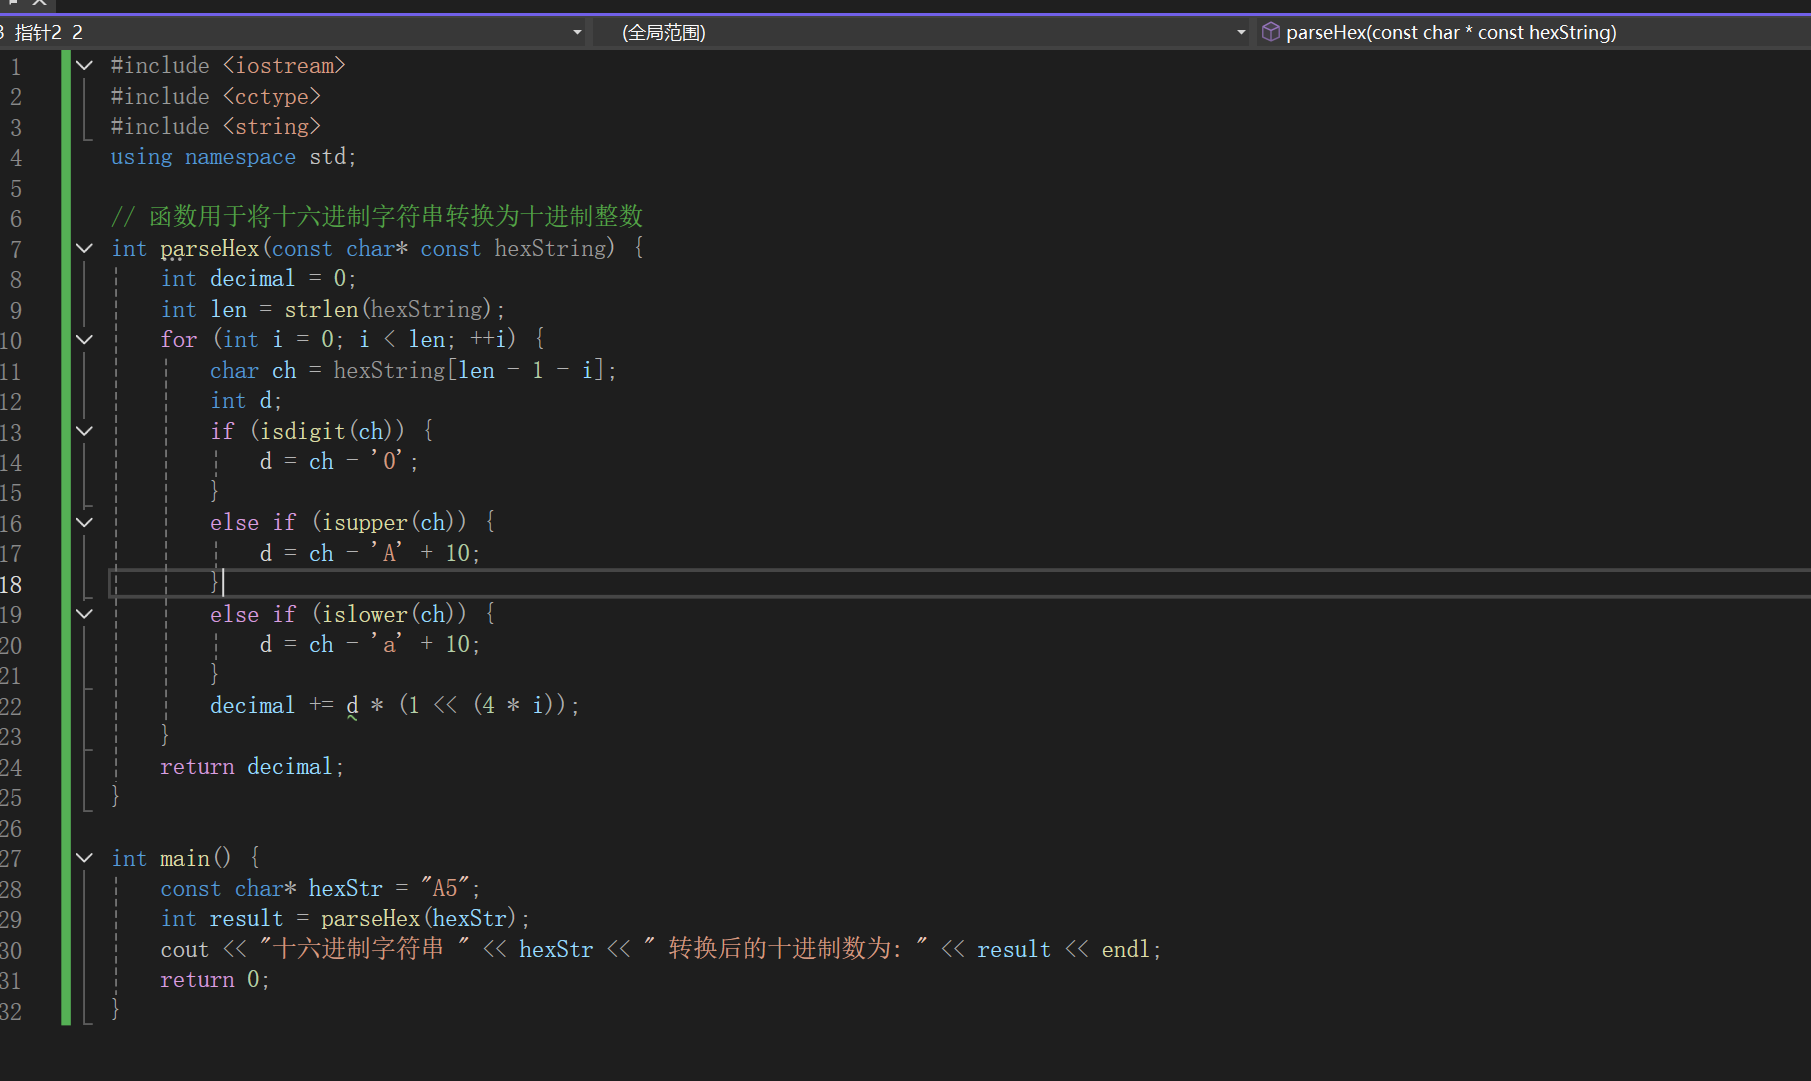 3 指针2 2 (全局范围) parseHex(const char * const hexString)
1 #include <iostream>
2 #include <cctype>
3 #include <string>
4 using namespace std;
5
6 // 函数用于将十六进制字符串转换为十进制整数
7 int parseHex(const char* const hexString) {
8 int decimal = 0;
9 int len = strlen(hexString);
10 for (int i = 0; i < len; ++i) {
11 char ch = hexString[len - 1 - i];
12 int d;
13 if (isdigit(ch)) {
14 d = ch - '0';
15 }
16 else if (isupper(ch)) {
17 d = ch - 'A' + 10;
18 }
19 else if (islower(ch)) {
20 d = ch - 'a' + 10;
21 }
22 decimal += d * (1 << (4 * i));
23 }
24 return decimal;
25 }
26
27 int main() {
28 const char* hexStr = "A5";
29 int result = parseHex(hexStr);
30 cout << "十六进制字符串 " << hexStr << " 转换后的十进制数为: " << result << endl;
31 return 0;
32 }